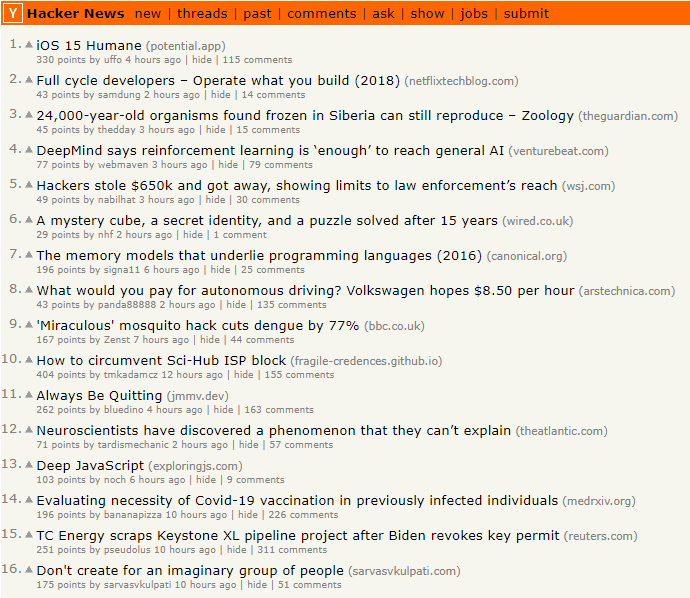 Y Hacker News new | threads | past | comments | ask | show | jobs | submit
1. iOS 15 Humane (potential.app)
330 points by uffo 4 hours ago | hide | 115 comments
2. Full cycle developers – Operate what you build (2018) (netflixtechblog.com)
43 points by samdung 2 hours ago | hide | 14 comments
3. 24,000-year-old organisms found frozen in Siberia can still reproduce – Zoology (theguardian.com)
45 points by thedday 3 hours ago | hide | 15 comments
4. DeepMind says reinforcement learning is ‘enough’ to reach general AI (venturebeat.com)
77 points by webmaven 3 hours ago | hide | 79 comments
5. Hackers stole $650k and got away, showing limits to law enforcement’s reach (wsj.com)
49 points by nabilhat 3 hours ago | hide | 30 comments
6. A mystery cube, a secret identity, and a puzzle solved after 15 years (wired.co.uk)
29 points by nhf 2 hours ago | hide | 1 comment
7. The memory models that underlie programming languages (2016) (canonical.org)
196 points by signa11 6 hours ago | hide | 25 comments
8. What would you pay for autonomous driving? Volkswagen hopes $8.50 per hour (arstechnica.com)
43 points by panda88888 2 hours ago | hide | 135 comments
9. 'Miraculous' mosquito hack cuts dengue by 77% (bbc.co.uk)
167 points by Zenst 7 hours ago | hide | 44 comments
10. How to circumvent Sci-Hub ISP block (fragile-credences.github.io)
404 points by tmkadamcz 12 hours ago | hide | 155 comments
11. Always Be Quitting (jmmv.dev)
262 points by bluedino 4 hours ago | hide | 163 comments
12. Neuroscientists have discovered a phenomenon that they can’t explain (theatlantic.com)
71 points by tardismechanic 2 hours ago | hide | 57 comments
13. Deep JavaScript (exploringjs.com)
103 points by noch 6 hours ago | hide | 9 comments
14. Evaluating necessity of Covid-19 vaccination in previously infected individuals (medrxiv.org)
196 points by bananapizza 10 hours ago | hide | 226 comments
15. TC Energy scraps Keystone XL pipeline project after Biden revokes key permit (reuters.com)
251 points by pseudolus 10 hours ago | hide | 311 comments
16. Don't create for an imaginary group of people (sarvasvkulpati.com)
175 points by sarvasvkulpati 10 hours ago | hide | 51 comments